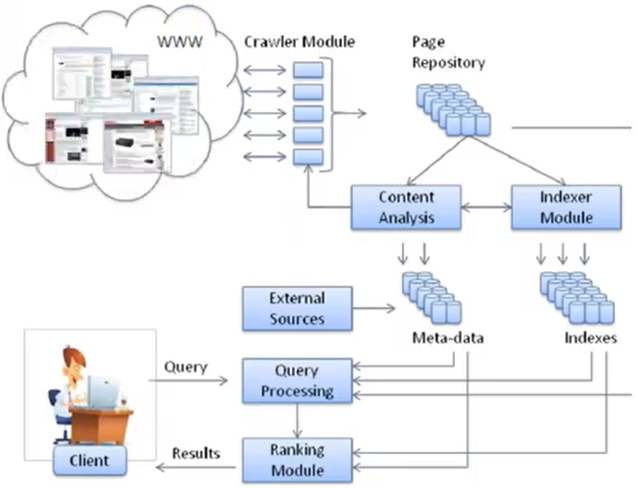 WWW
Crawler Module
Page
Repository
Content
Analysis
Indexer
Module
External
Sources
Meta-data
Indexes
Query
Query
Processing
Results
Ranking
Module
Client